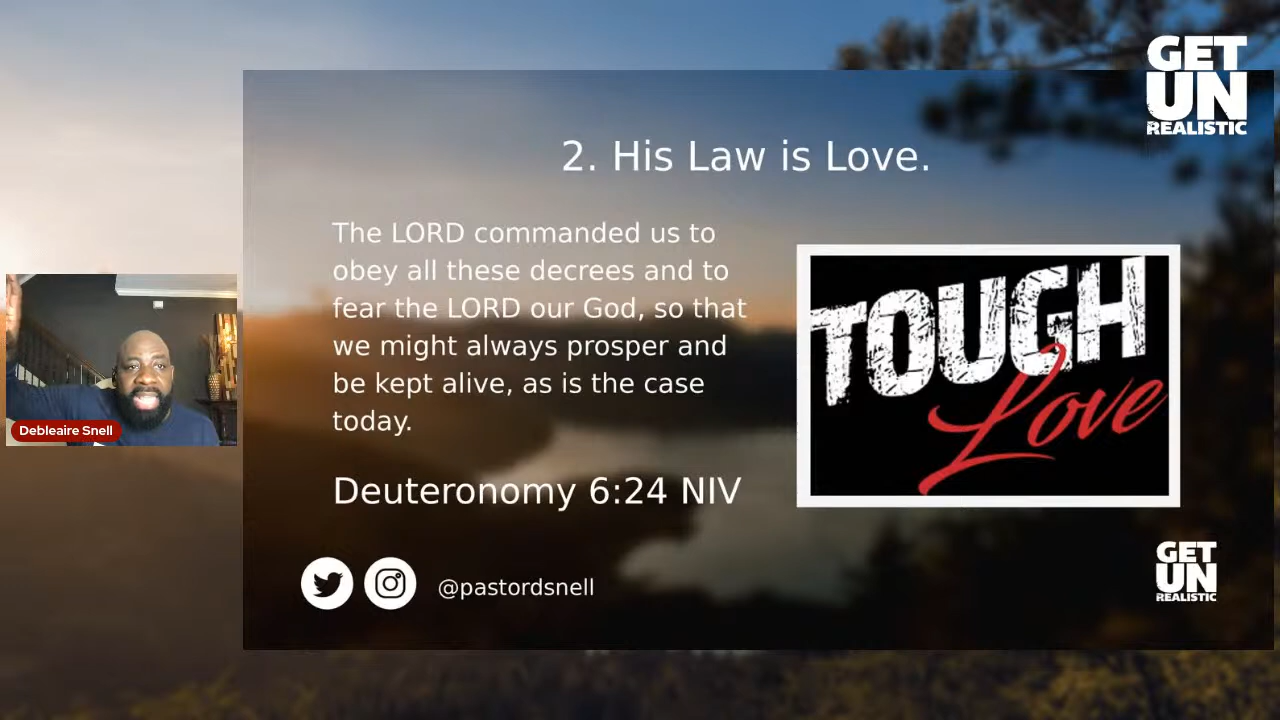 GET
UN
REALISTIC
2. His Law is Love.
The LORD commanded us to
obey all these decrees and to
fear the LORD our God, so that
we might always prosper and
be kept alive, as is the case
today.
Deuteronomy 6:24 NIV
TOUGH
Love
Debleaire Snell
@pastordsnell
GET
UN
REALISTIC